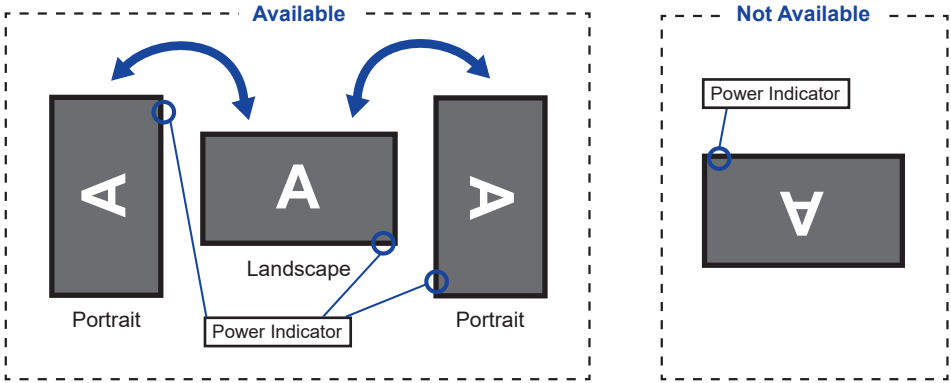 Available
Not Available
Power Indicator
A
A
A
A
Landscape
Portrait
Power Indicator
Portrait